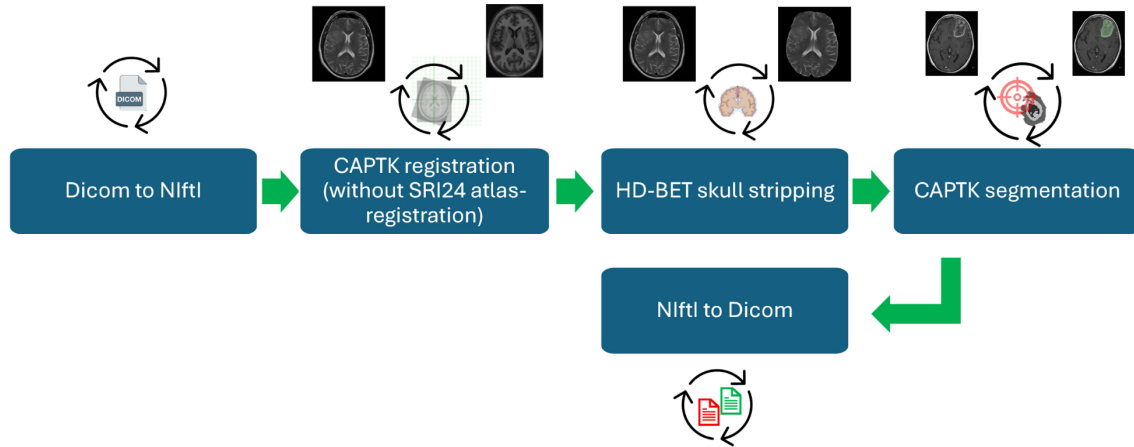 DICOM
Dicom to NIftI
CAPTK registration
(without SRI24 atlas-
registration)
HD-BET skull stripping
CAPTK segmentation
NIftI to Dicom